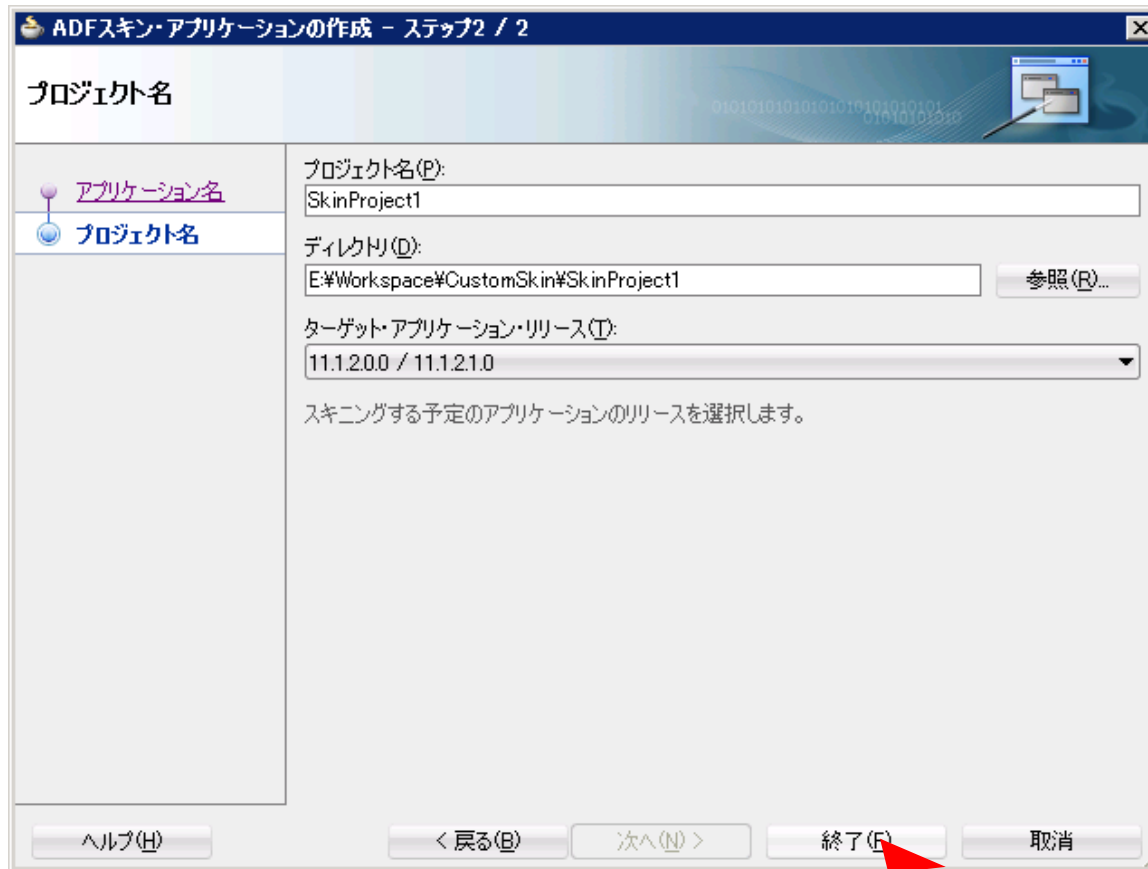 ADFスキン・アプリケーションの作成 - ステップ2 / 2
プロジェクト名
アプリケーション名
プロジェクト名
プロジェクト名(P):
SkinProject1
ディレクトリ(D):
E:¥Workspace¥CustomSkin¥SkinProject1
参照(R)...
ターゲット・アプリケーション・リリース(T):
11.1.2.0.0 / 11.1.2.1.0
スキニングする予定のアプリケーションのリリースを選択します。
ヘルプ(H)
< 戻る(B)
次へ(N) >
終了(F)
取消